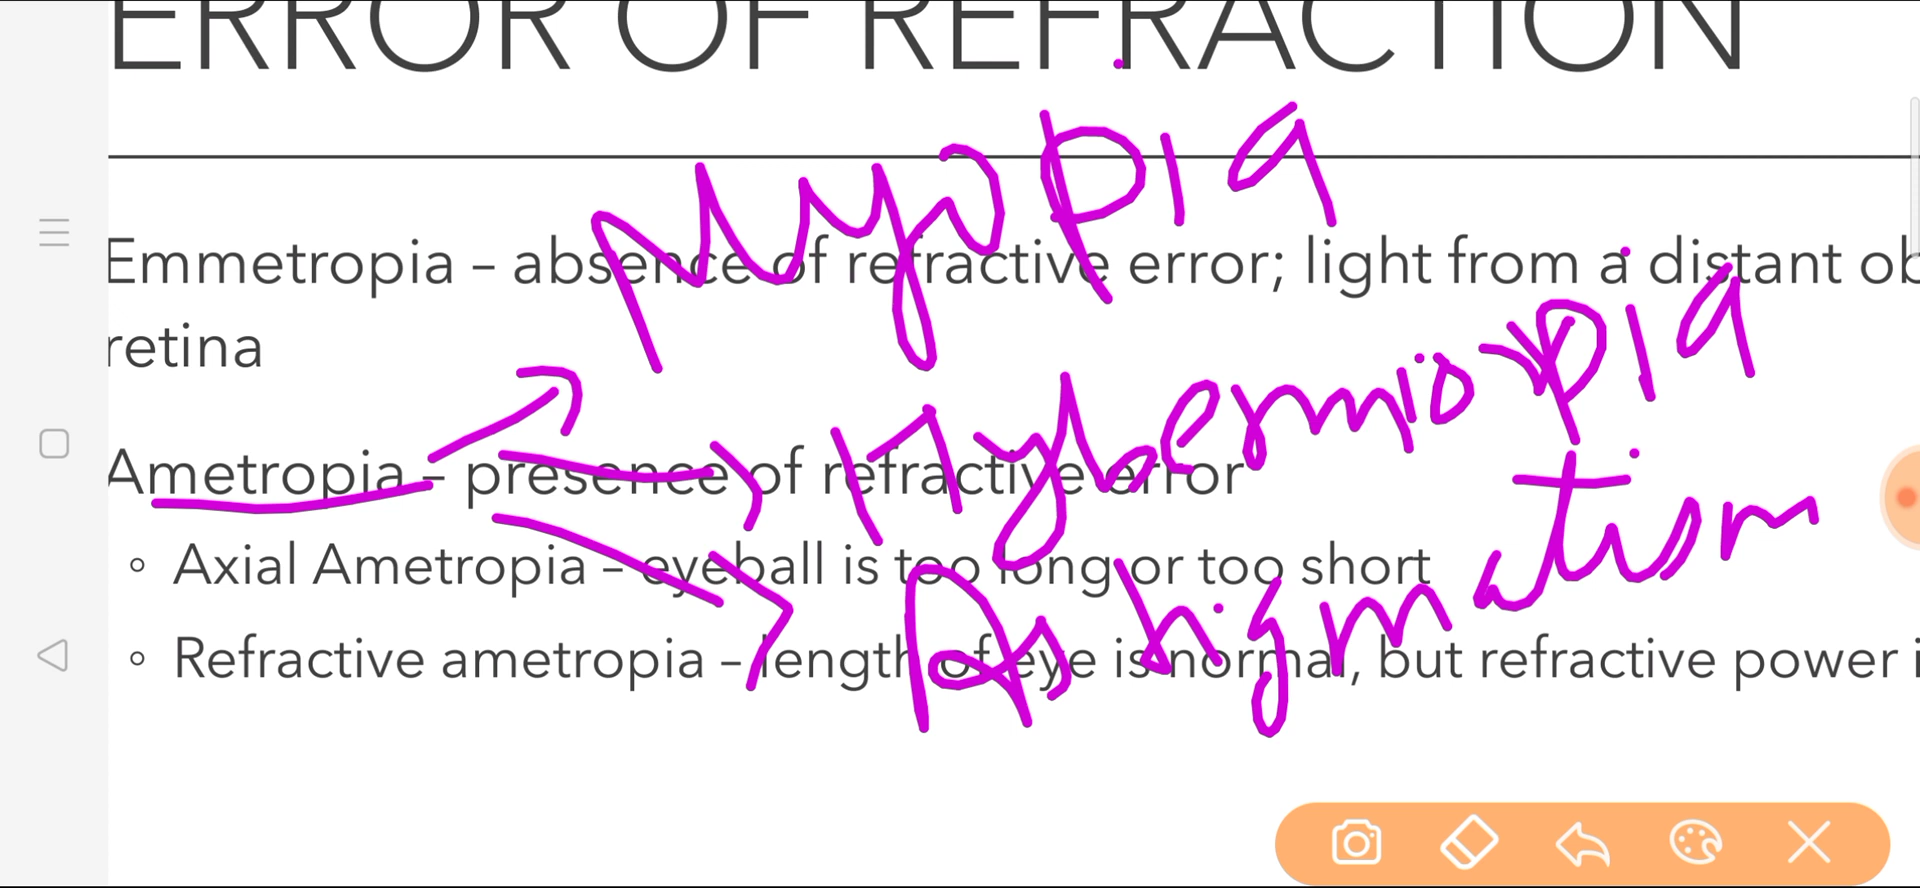 ERROR OF REFRACTION
Myopia
Emmetropia – absence of refractive error; light from a distant ob
retina
Hypermiopia
Ametropia – presence of refractive error
Astigmatism
◦ Axial Ametropia – eyeball is too long or too short
◦ Refractive ametropia – length of eye is normal, but refractive power i